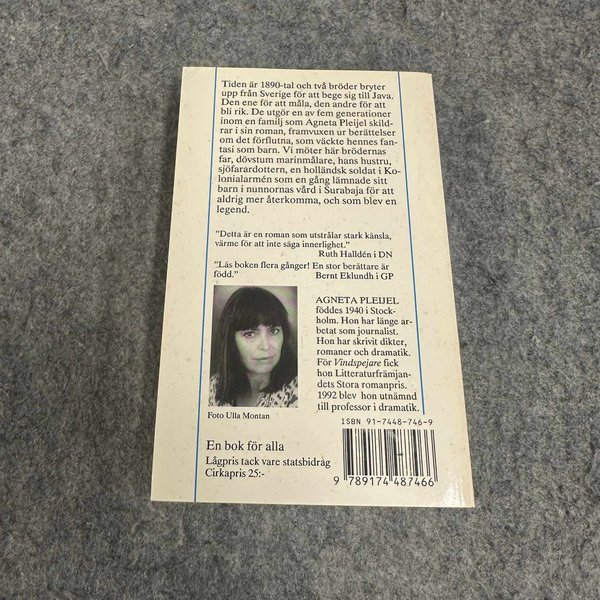 Tiden är 1890-tal och två bröder bryter
upp från Sverige för att bege sig till Java.
Den ene för att måla, den andre för att
bli rik. De utgör en av fem generationer
inom en familj som Agneta Pleijel skild-
rar i sin roman, framvuxen ur berättelser
om det förflutna, som väckte hennes fan-
tasi som barn. Vi möter här brödernas
far, dövstum marinmålare, hans hustru,
sjöfarardottern, en holländsk soldat i Ko-
lonialarmén som en gång lämnade sitt
barn i nunnornas vård i Surabaja för att
aldrig mer återkomma, och som blev en
legend.
"Detta är en roman som utstrålar stark känsla,
värme för att inte säga innerlighet."
Ruth Halldén i DN
"Läs boken flera gånger! En stor berättare är
född." Bernt Eklundh i GP
AGNETA PLEIJEL
föddes 1940 i Stock-
holm. Hon har länge ar-
betat som journalist.
Hon har skrivit dikter,
romaner och dramatik.
För Vindspejare fick
hon Litteraturfrämjan-
dets Stora romanpris.
1992 blev hon utnämnd
till professor i dramatik.
Foto Ulla Montan
ISBN 91-7448-746-9
En bok för alla
Lågpris tack vare statsbidrag
Cirkapris 25:-
9 789174 487466